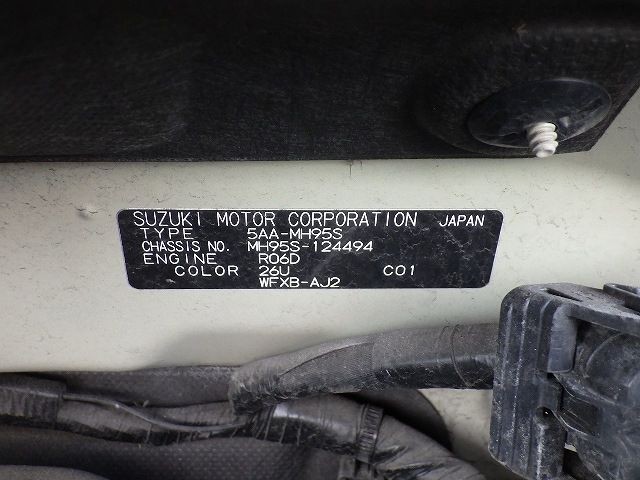 SUZUKI MOTOR CORPORATION JAPAN
TYPE 5AA-MH95S
CHASSIS NO. MH95S-124494
ENGINE R06D
COLOR 26U C01
WFXB-AJ2